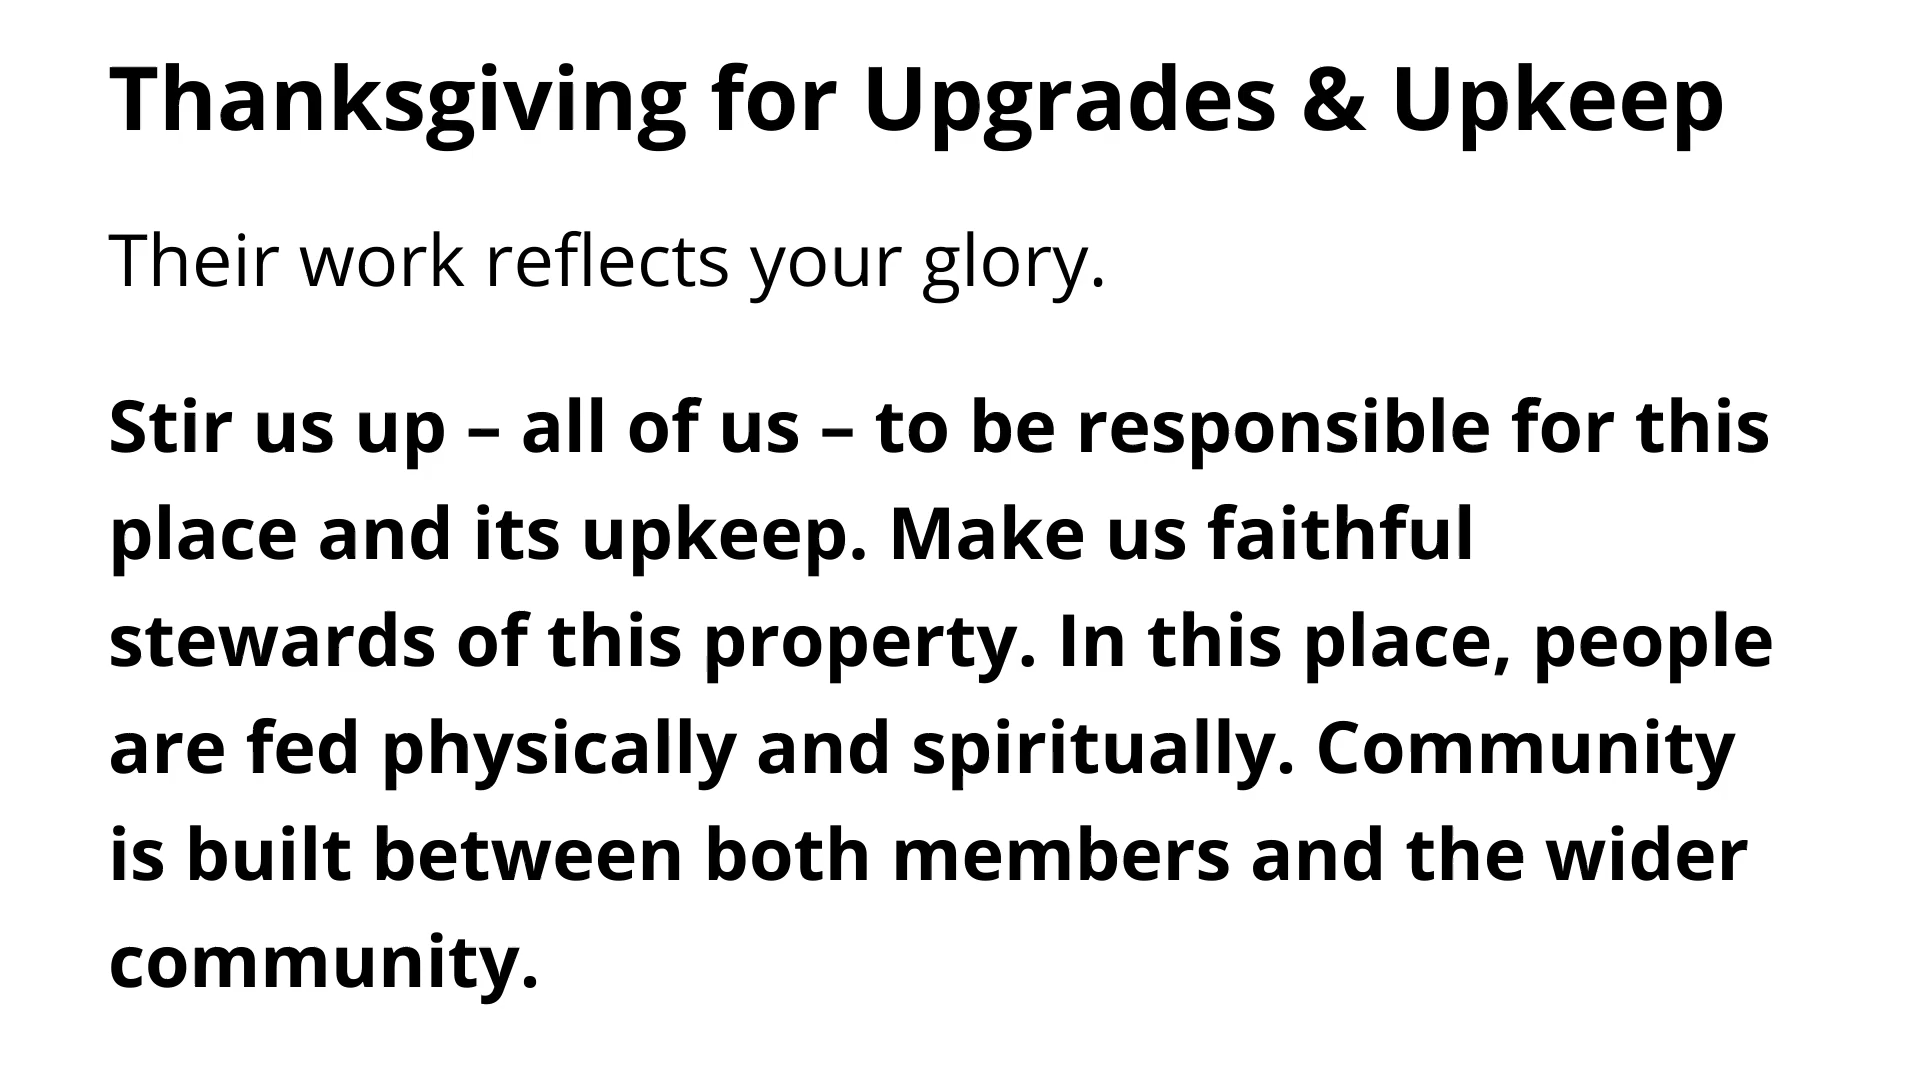 Thanksgiving for Upgrades & Upkeep
Their work reflects your glory.
Stir us up – all of us – to be responsible for this
place and its upkeep. Make us faithful
stewards of this property. In this place, people
are fed physically and spiritually. Community
is built between both members and the wider
community.